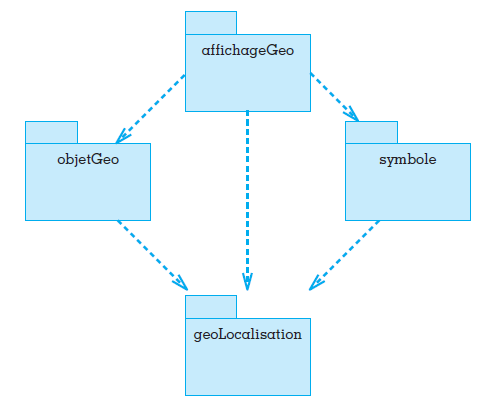 affichageGeo
objetGeo
symbole
geoLocalisation